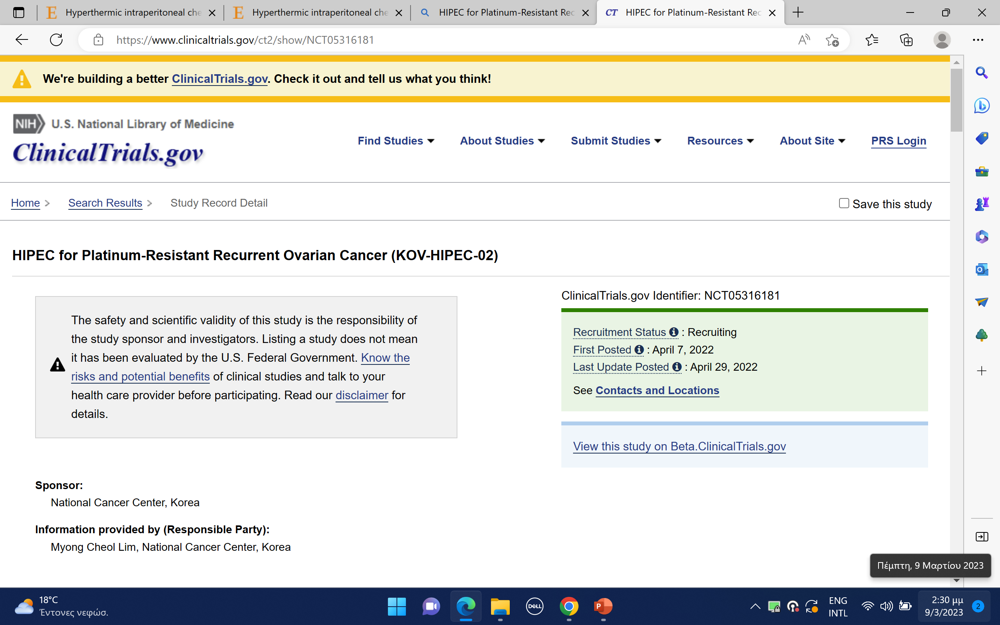 Hyperthermic intraperitoneal che
Hyperthermic intraperitoneal che
HIPEC for Platinum-Resistant Rec
CT HIPEC for Platinum-Resistant Rec
https://www.clinicaltrials.gov/ct2/show/NCT05316181
We're building a better ClinicalTrials.gov. Check it out and tell us what you think!
NIH U.S. National Library of Medicine
ClinicalTrials.gov
Find Studies About Studies Submit Studies Resources About Site PRS Login
Home > Search Results > Study Record Detail
Save this study
HIPEC for Platinum-Resistant Recurrent Ovarian Cancer (KOV-HIPEC-02)
The safety and scientific validity of this study is the responsibility of
the study sponsor and investigators. Listing a study does not mean
it has been evaluated by the U.S. Federal Government. Know the
risks and potential benefits of clinical studies and talk to your
health care provider before participating. Read our disclaimer for
details.
ClinicalTrials.gov Identifier: NCT05316181
Recruitment Status : Recruiting
First Posted : April 7, 2022
Last Update Posted : April 29, 2022
See Contacts and Locations
View this study on Beta.ClinicalTrials.gov
Sponsor:
National Cancer Center, Korea
Information provided by (Responsible Party):
Myong Cheol Lim, National Cancer Center, Korea
Πέμπτη, 9 Μαρτίου 2023
18°C
Έντονες νεφώσ.
DELL
ENG
INTL
2:30 μμ
9/3/2023
2